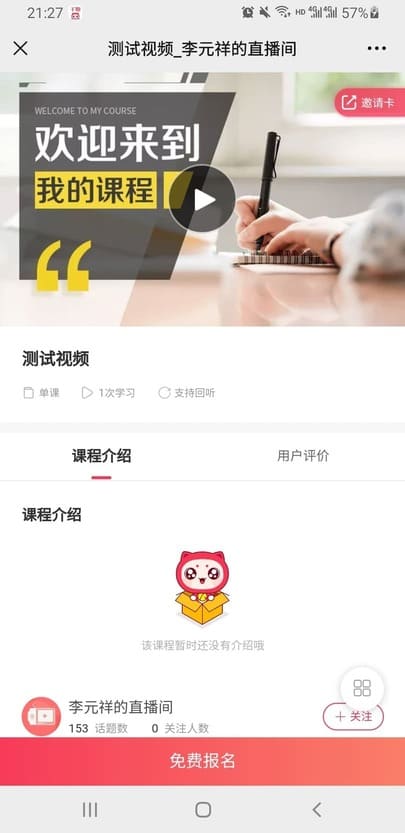 21:27
HD 4G 4G 57%
测试视频_李元祥的直播间
邀请卡
WELCOME TO MY COURSE
欢迎来到
我的课程
测试视频
单课 1次学习 支持回听
课程介绍 用户评价
课程介绍
该课程暂时还没有介绍哦
李元祥的直播间
153 话题数 0 关注人数
+ 关注
免费报名